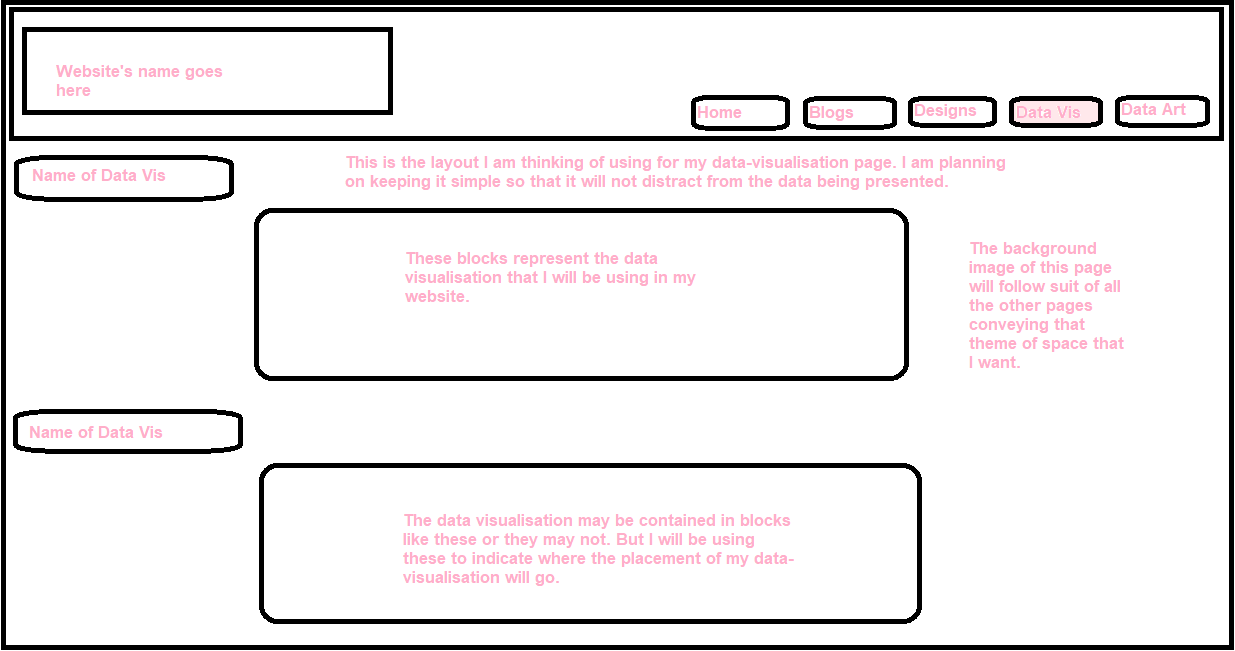 Website's name goes
here
Home
Blogs
Designs
Data Vis
Data Art
Name of Data Vis
This is the layout I am thinking of using for my data-visualisation page. I am planning
on keeping it simple so that it will not distract from the data being presented.
These blocks represent the data
visualisation that I will be using in my
website.
The background
image of this page
will follow suit of all
the other pages
conveying that
theme of space that
I want.
Name of Data Vis
The data visualisation may be contained in blocks
like these or they may not. But I will be using
these to indicate where the placement of my data-
visualisation will go.